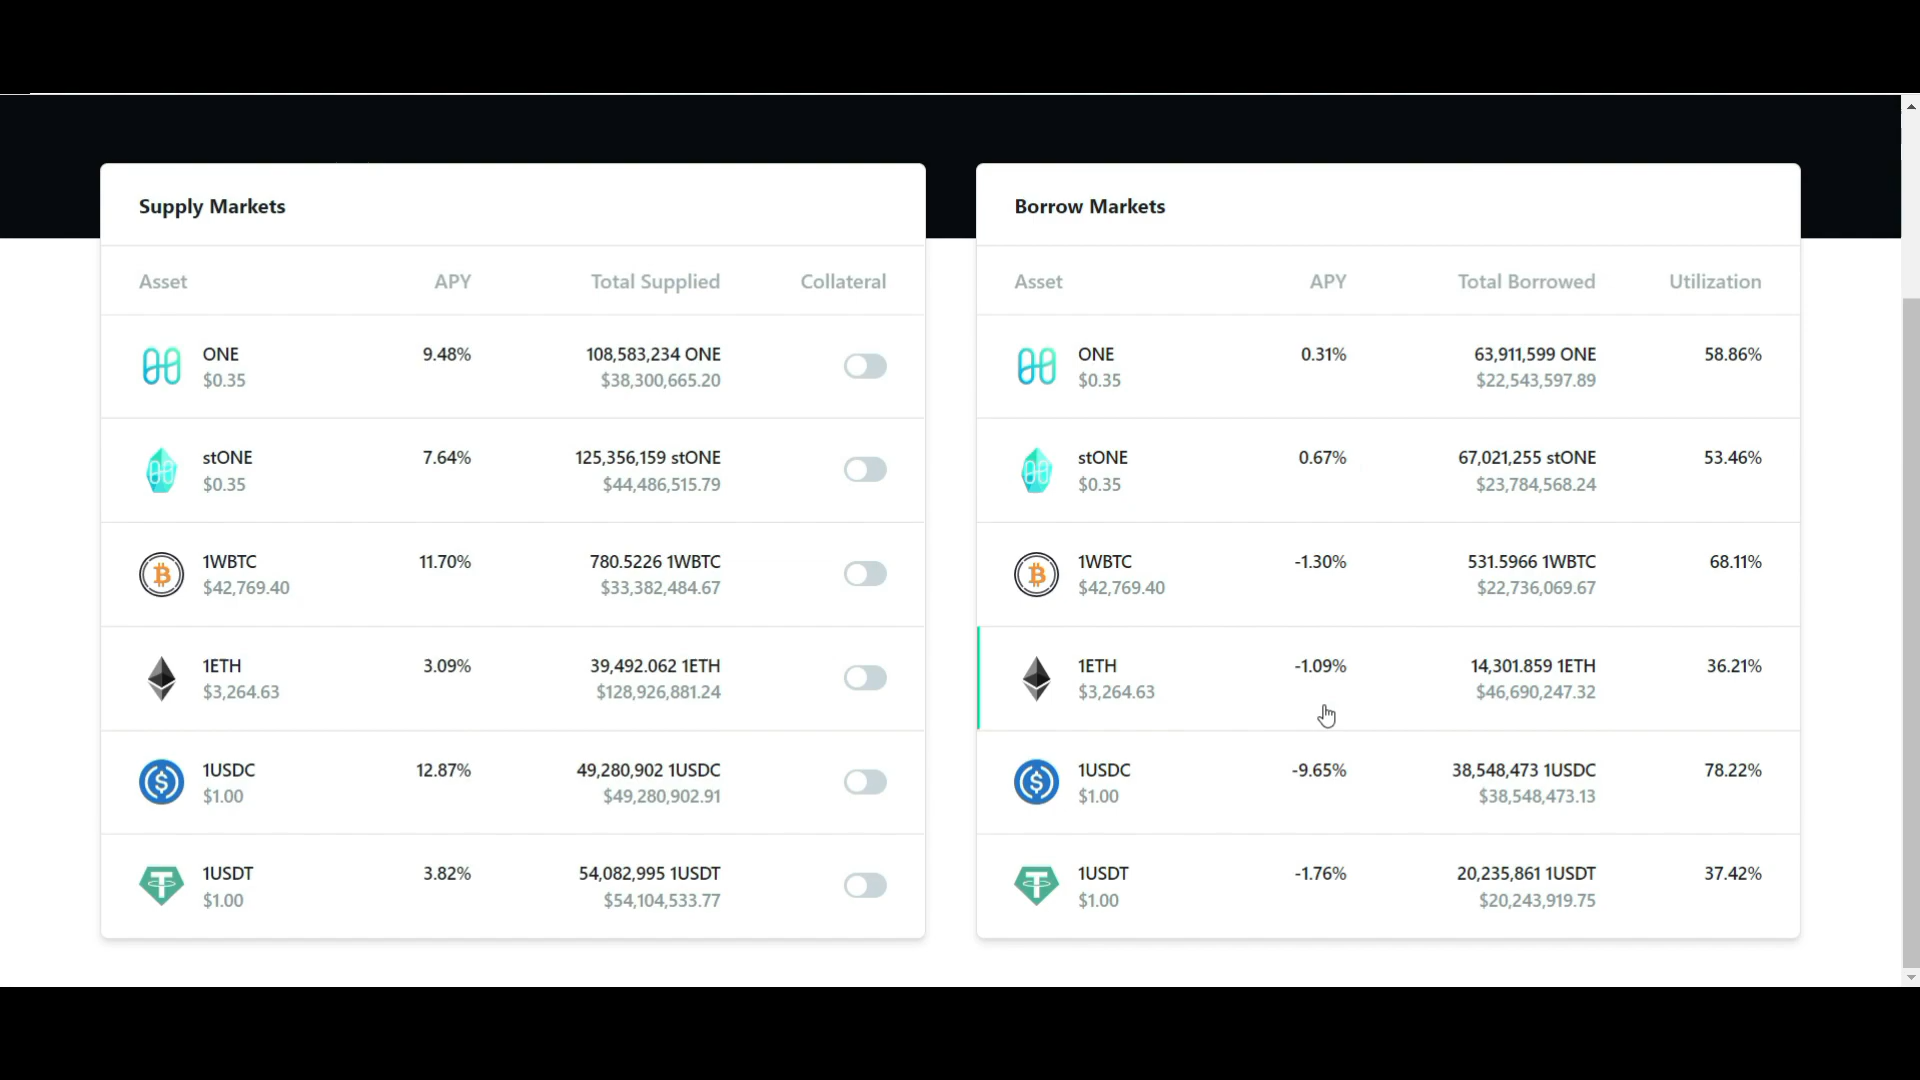 Supply Markets
Asset APY Total Supplied Collateral
ONE 9.48% 108,583,234 ONE
$0.35 $38,300,665.20
stONE 7.64% 125,356,159 stONE
$0.35 $44,486,515.79
1WBTC 11.70% 780.5226 1WBTC
$42,769.40 $33,382,484.67
1ETH 3.09% 39,492.062 1ETH
$3,264.63 $128,926,881.24
1USDC 12.87% 49,280,902 1USDC
$1.00 $49,280,902.91
1USDT 3.82% 54,082,995 1USDT
$1.00 $54,104,533.77
Borrow Markets
Asset APY Total Borrowed Utilization
ONE 0.31% 63,911,599 ONE 58.86%
$0.35 $22,543,597.89
stONE 0.67% 67,021,255 stONE 53.46%
$0.35 $23,784,568.24
1WBTC -1.30% 531.5966 1WBTC 68.11%
$42,769.40 $22,736,069.67
1ETH -1.09% 14,301.859 1ETH 36.21%
$3,264.63 $46,690,247.32
1USDC -9.65% 38,548,473 1USDC 78.22%
$1.00 $38,548,473.13
1USDT -1.76% 20,235,861 1USDT 37.42%
$1.00 $20,243,919.75